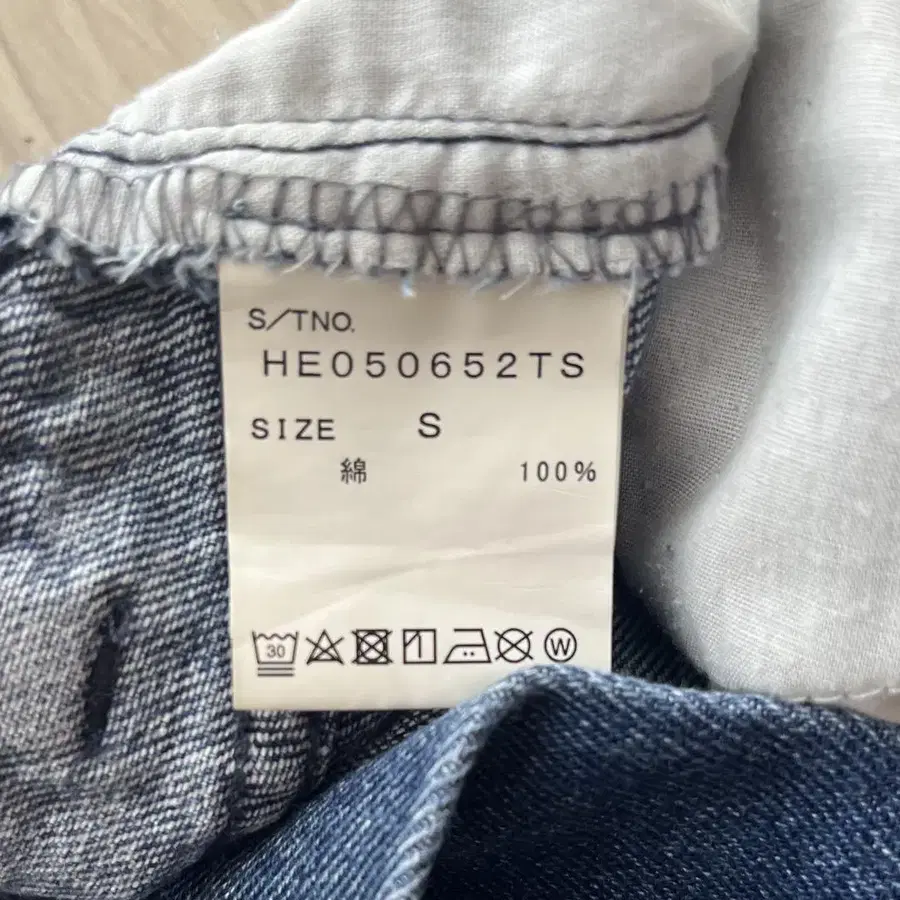 S/TNO.
HE050652TS
SIZE S
綿 100%
30 W